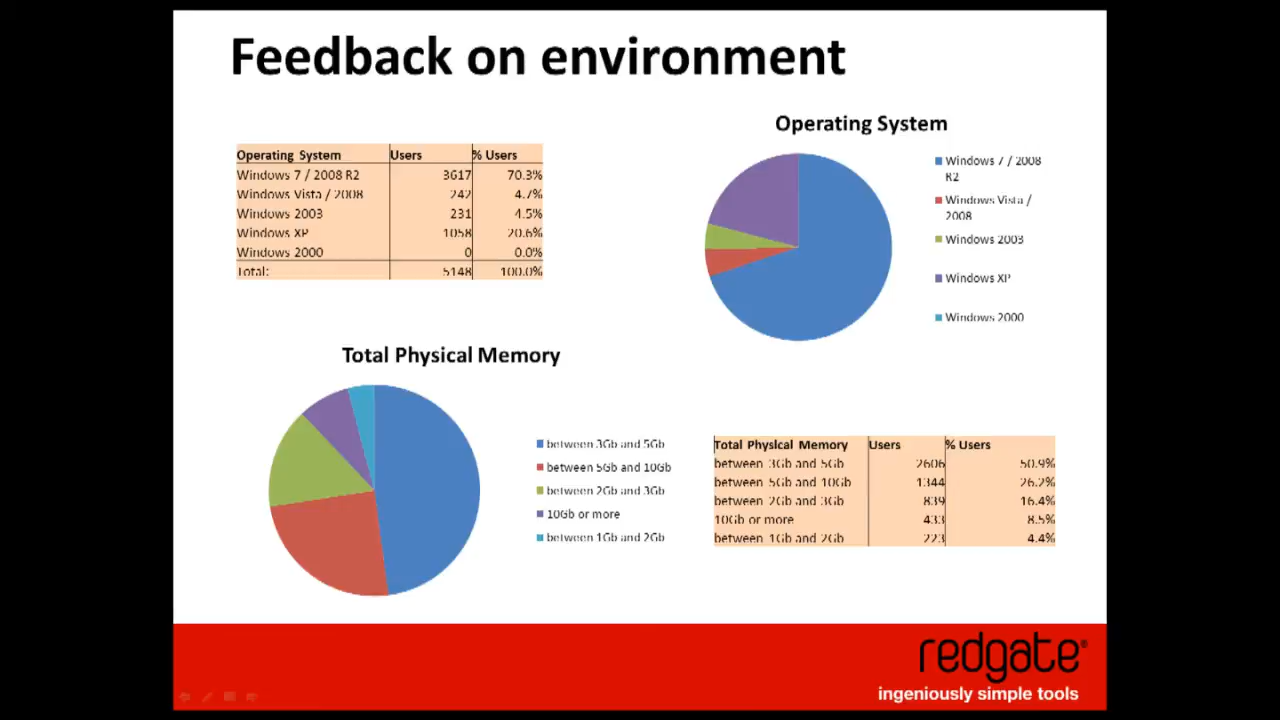 Feedback on environment
Operating System
Operating System Users % Users
Windows 7 / 2008 R2 3617 70.3%
Windows Vista / 2008 242 4.7%
Windows 2003 231 4.5%
Windows XP 1058 20.6%
Windows 2000 0 0.0%
Total: 5148 100.0%
Windows 7 / 2008
R2
Windows Vista /
2008
Windows 2003
Windows XP
Windows 2000
Total Physical Memory
between 3Gb and 5Gb
between 5Gb and 10Gb
between 2Gb and 3Gb
10Gb or more
between 1Gb and 2Gb
Total Physical Memory Users % Users
between 3Gb and 5Gb 2606 50.9%
between 5Gb and 10Gb 1344 26.2%
between 2Gb and 3Gb 839 16.4%
10Gb or more 433 8.5%
between 1Gb and 2Gb 223 4.4%
redgate®
ingeniously simple tools